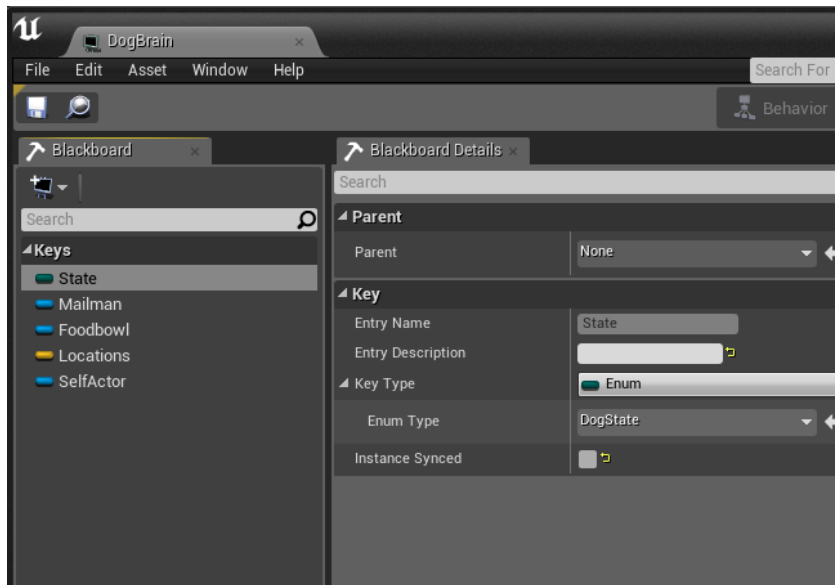 DogBrain
File Edit Asset Window Help
Search For
Behavior
Blackboard
Blackboard Details
Search
Search
Parent
Keys
Parent None
State
Key
Mailman
Entry Name State
Foodbowl
Entry Description
Locations
Key Type Enum
SelfActor
Enum Type DogState
Instance Synced